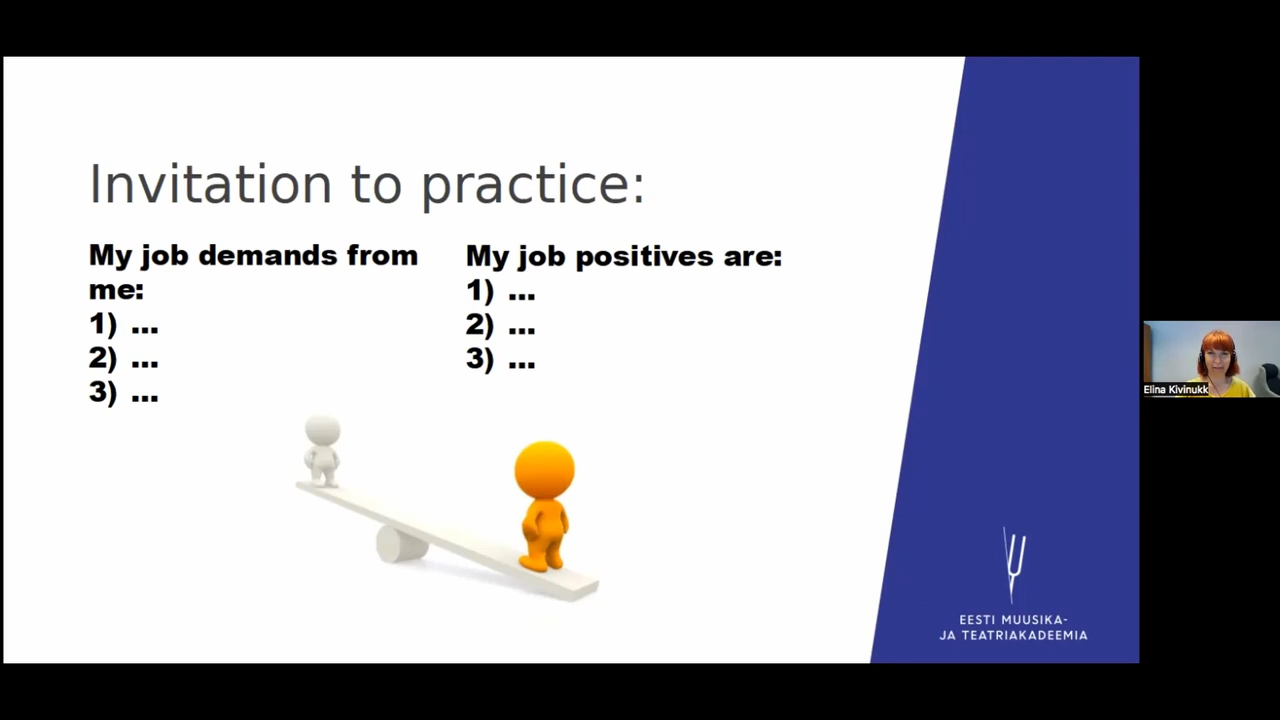 Invitation to practice:
My job demands from
me:
1) ...
2) ...
3) ...
My job positives are:
1) ...
2) ...
3) ...
Elina Kivinukk
EESTI MUUSIKA-
JA TEATRIAKADEEMIA